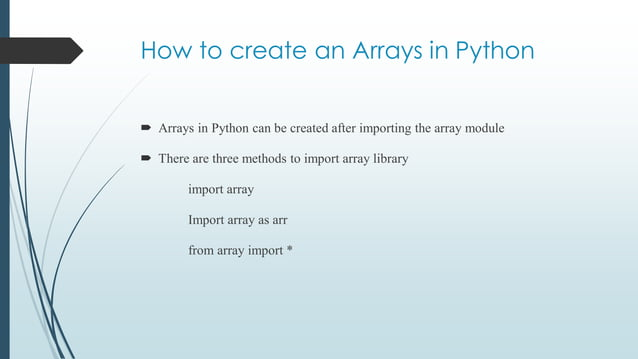 How to create an Arrays in Python
Arrays in Python can be created after importing the array module
There are three methods to import array library
import array
Import array as arr
from array import *